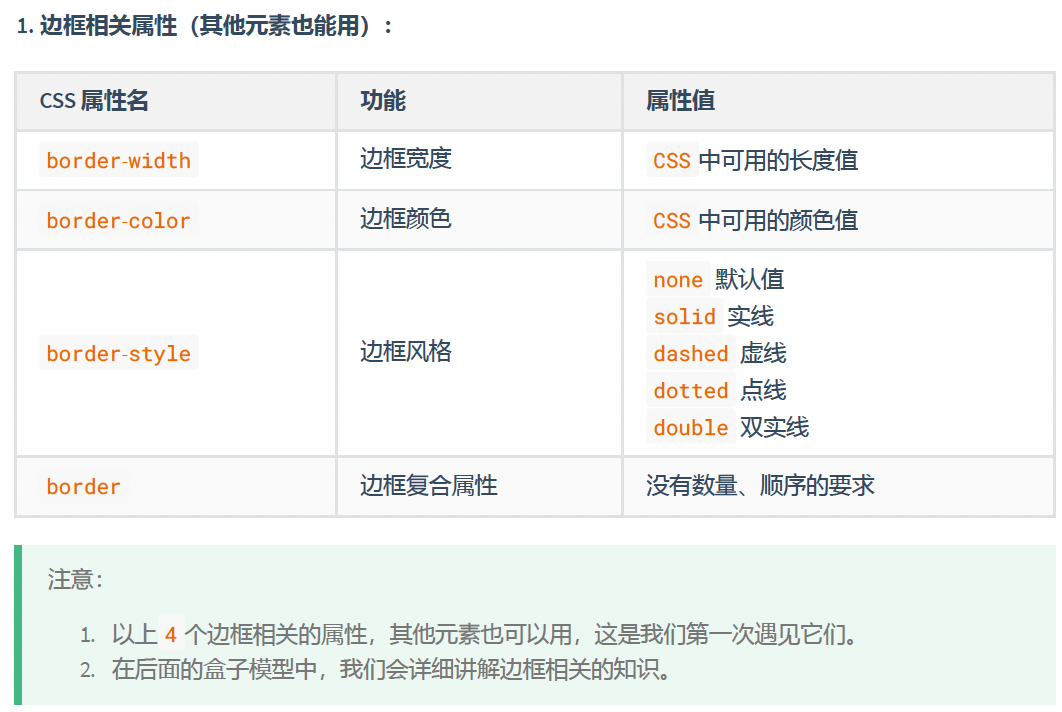 1. 边框相关属性（其他元素也能用）：
CSS 属性名 功能 属性值
border-width 边框宽度 CSS 中可用的长度值
border-color 边框颜色 CSS 中可用的颜色值
border-style 边框风格 none 默认值
solid 实线
dashed 虚线
dotted 点线
double 双实线
border 边框复合属性 没有数量、顺序的要求
注意：
1. 以上 4 个边框相关的属性，其他元素也可以用，这是我们第一次遇见它们。
2. 在后面的盒子模型中，我们会详细讲解边框相关的知识。